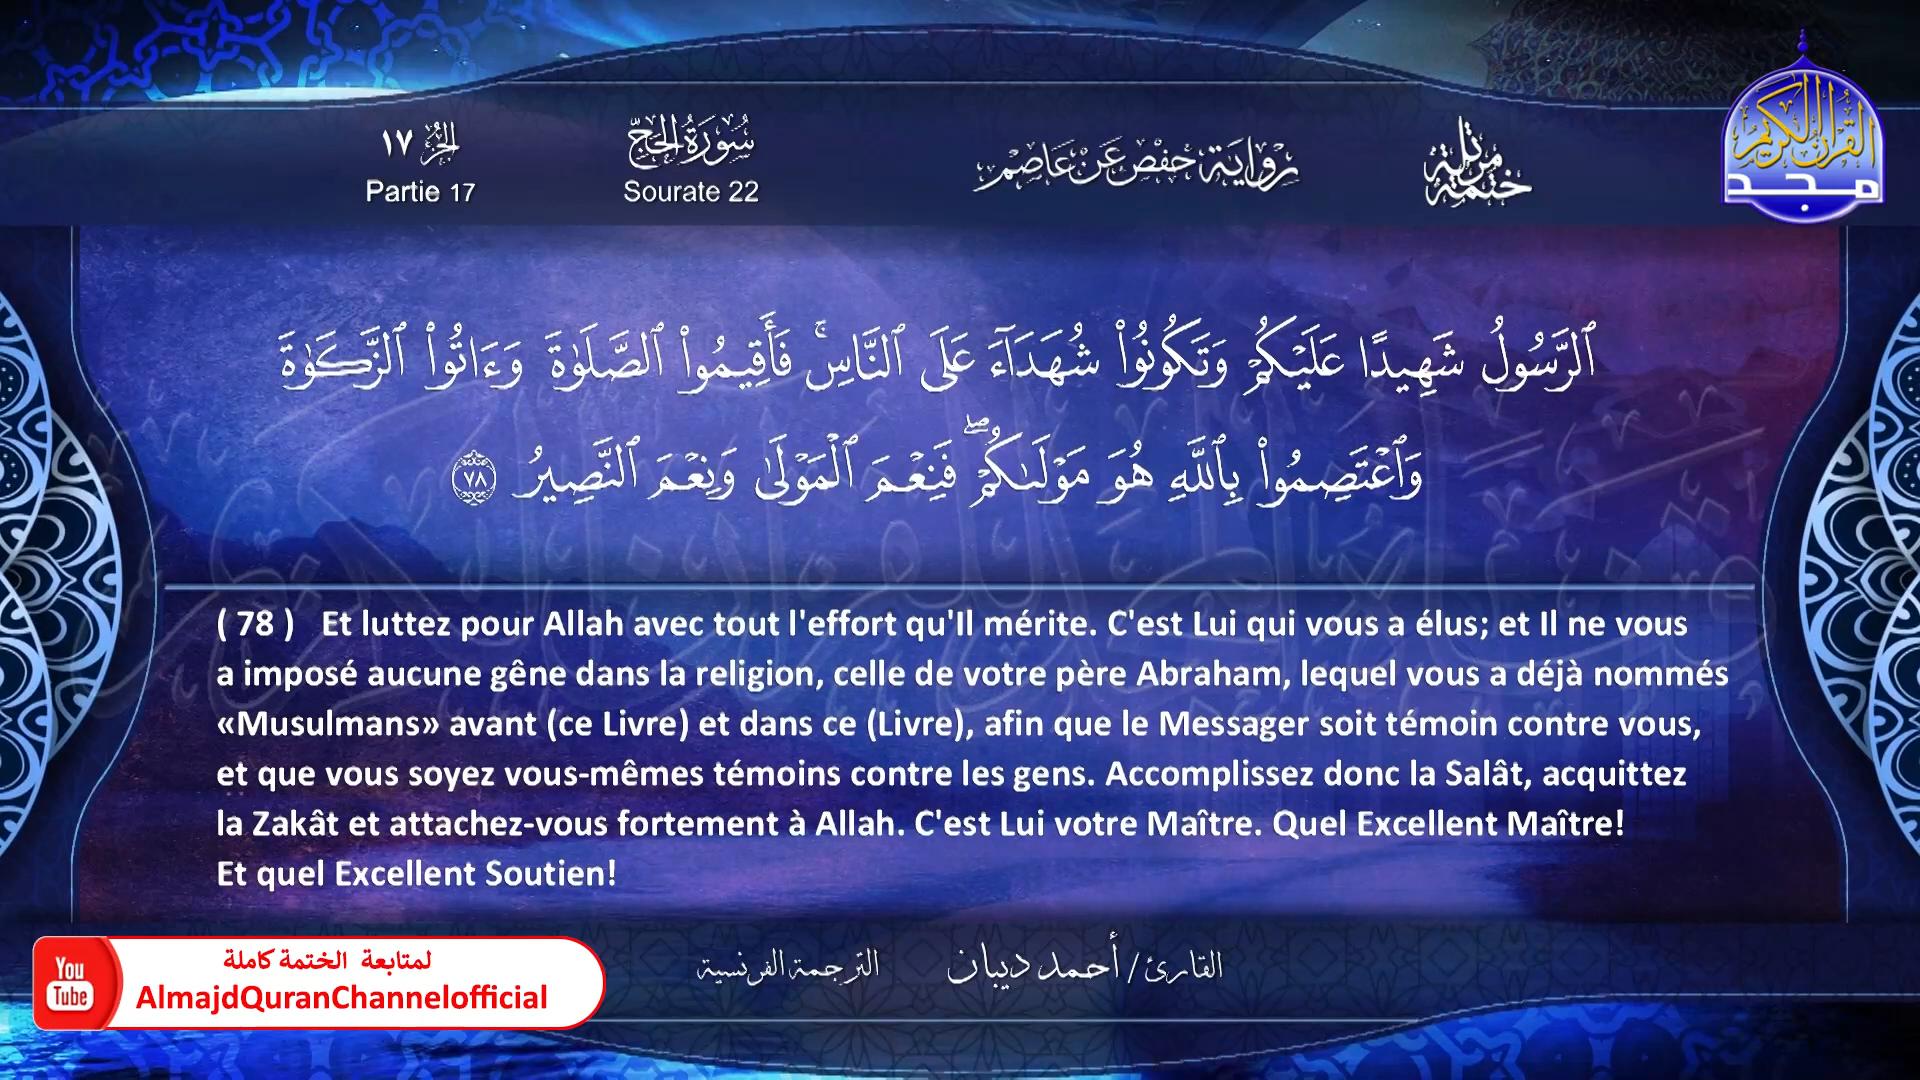 الجزء ١٧
Partie 17
سُورَةُ الحَجِّ
Sourate 22
رواية حفص عن عاصم
ختمة مرتلة
القرآن الكريم
مجد
ٱلرَّسُولُ شَهِيدًا عَلَيْكُمْ وَتَكُونُوا۟ شُهَدَآءَ عَلَى ٱلنَّاسِ ۚ فَأَقِيمُوا۟ ٱلصَّلَوٰةَ وَءَاتُوا۟ ٱلزَّكَوٰةَ
وَٱعْتَصِمُوا۟ بِٱللَّهِ هُوَ مَوْلَىٰكُمْ ۖ فَنِعْمَ ٱلْمَوْلَىٰ وَنِعْمَ ٱلنَّصِيرُ ٧٨
( 78 ) Et luttez pour Allah avec tout l'effort qu'Il mérite. C'est Lui qui vous a élus; et Il ne vous
a imposé aucune gêne dans la religion, celle de votre père Abraham, lequel vous a déjà nommés
«Musulmans» avant (ce Livre) et dans ce (Livre), afin que le Messager soit témoin contre vous,
et que vous soyez vous-mêmes témoins contre les gens. Accomplissez donc la Salât, acquittez
la Zakât et attachez-vous fortement à Allah. C'est Lui votre Maître. Quel Excellent Maître!
Et quel Excellent Soutien!
القارئ / أحمد ديبان
الترجمة الفرنسية
You
Tube
لمتابعة الختمة كاملة
AlmajdQuranChannelofficial